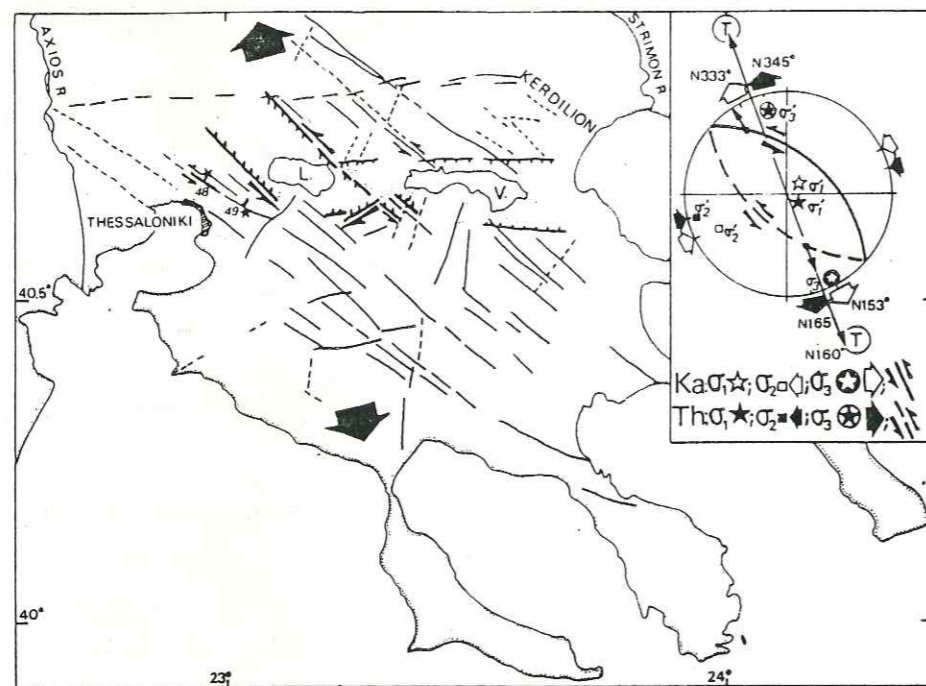 AXIOS R
STRIMON R
KERDILION
L.
V.
48
49
THESSALONIKI
40,5°
40°
23°
24°
T
N333°
N345°
σ₃'
σ₁
σ₁'
σ₂'
σ₂'
σ₃
N153°
N165
N160°
T
Ka:σ₁☆; σ₂□; σ₃
Th:σ₁★; σ₂■; σ₃